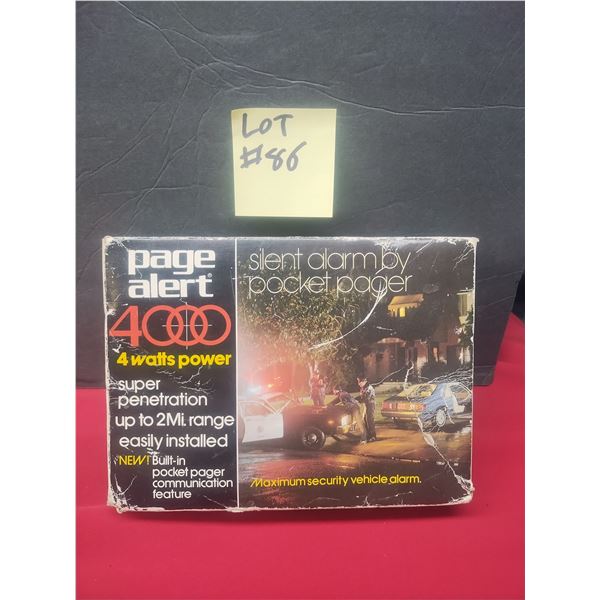 LOT
#86
page
alert®
4000
4 watts power
super
penetration
up to 2Mi. range
easily installed
NEW! Built-in
pocket pager
communication
feature
silent alarm by
pocket pager
Maximum security vehicle alarm.